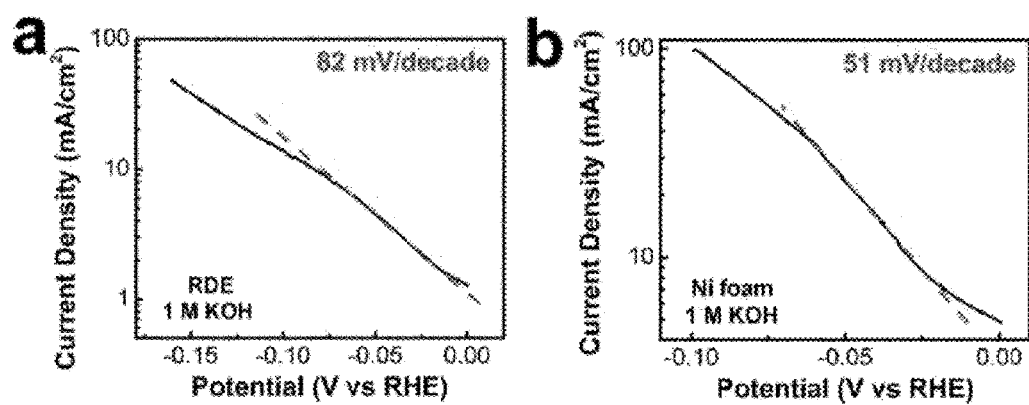 a
100
10
1
Current Density (mA/cm²)
82 mV/decade
RDE
1 M KOH
-0.15
-0.10
-0.05
0.00
Potential (V vs RHE)
b
100
10
Current Density (mA/cm²)
51 mV/decade
Ni foam
1 M KOH
-0.10
-0.05
0.00
Potential (V vs RHE)